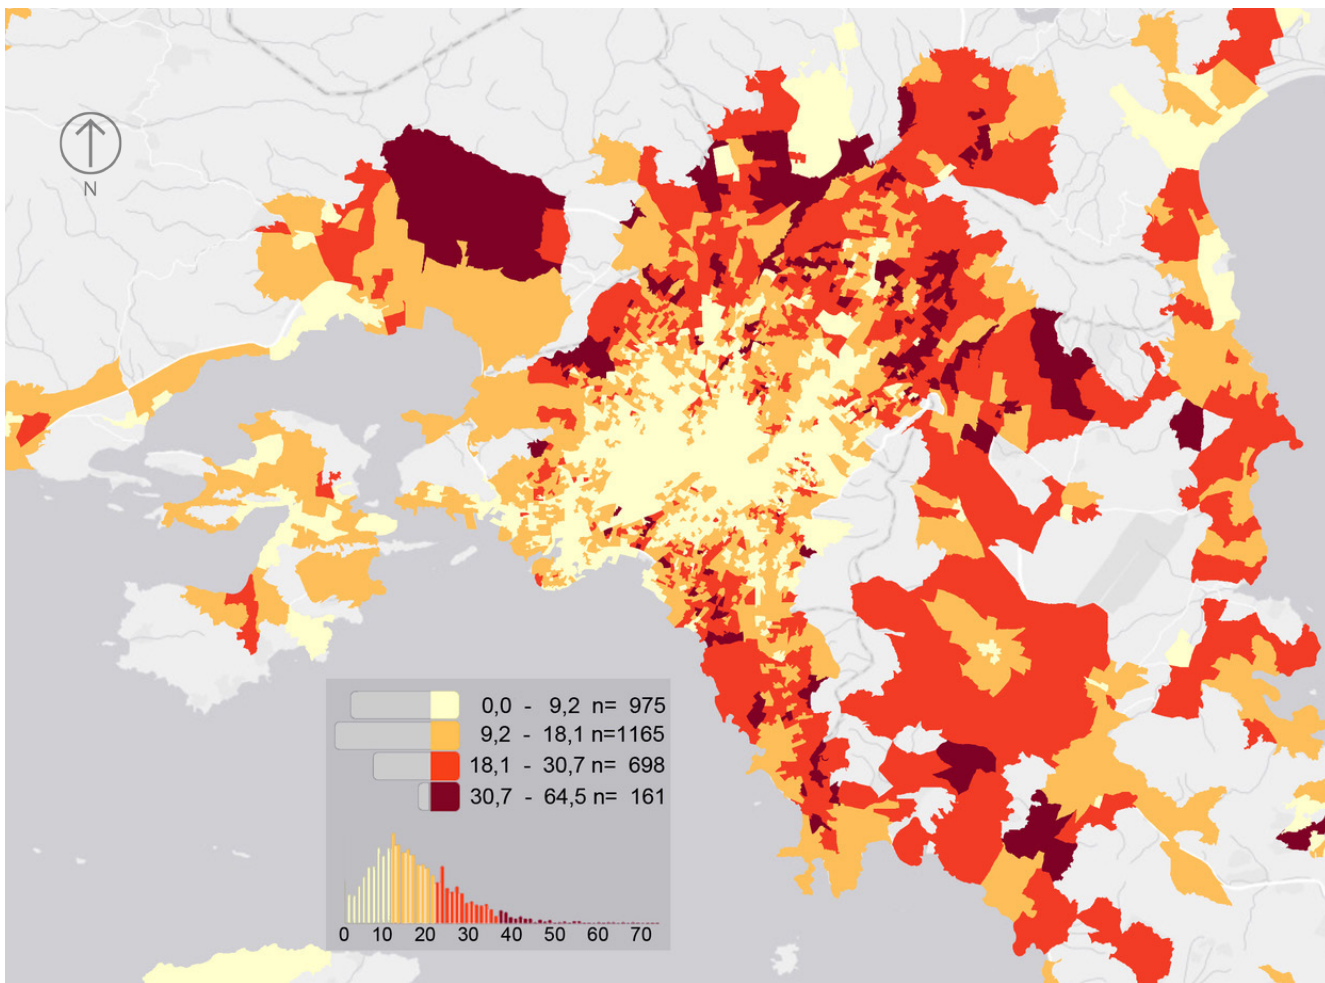 N
0,0 - 9,2 n= 975
9,2 - 18,1 n=1165
18,1 - 30,7 n= 698
30,7 - 64,5 n= 161
0 10 20 30 40 50 60 70